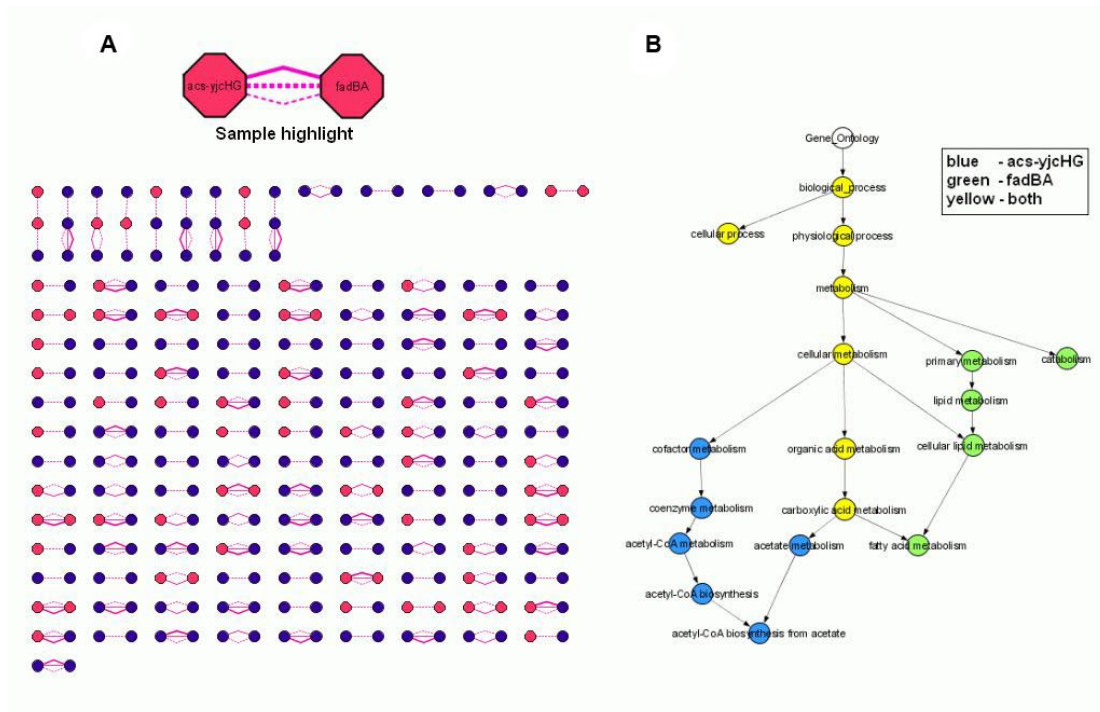 A
acs-yjcHG
fadBA
Sample highlight
B
Gene_Ontology
blue - acs-yjcHG
green - fadBA
yellow - both
biological_process
cellular process
physiological process
metabolism
cellular metabolism
primary metabolism
catabolism
lipid metabolism
cofactor metabolism
organic acid metabolism
cellular lipid metabolism
coenzyme metabolism
carboxylic acid metabolism
acetyl-CoA metabolism
acetate metabolism
fatty acid metabolism
acetyl-CoA biosynthesis
acetyl-CoA biosynthesis from acetate